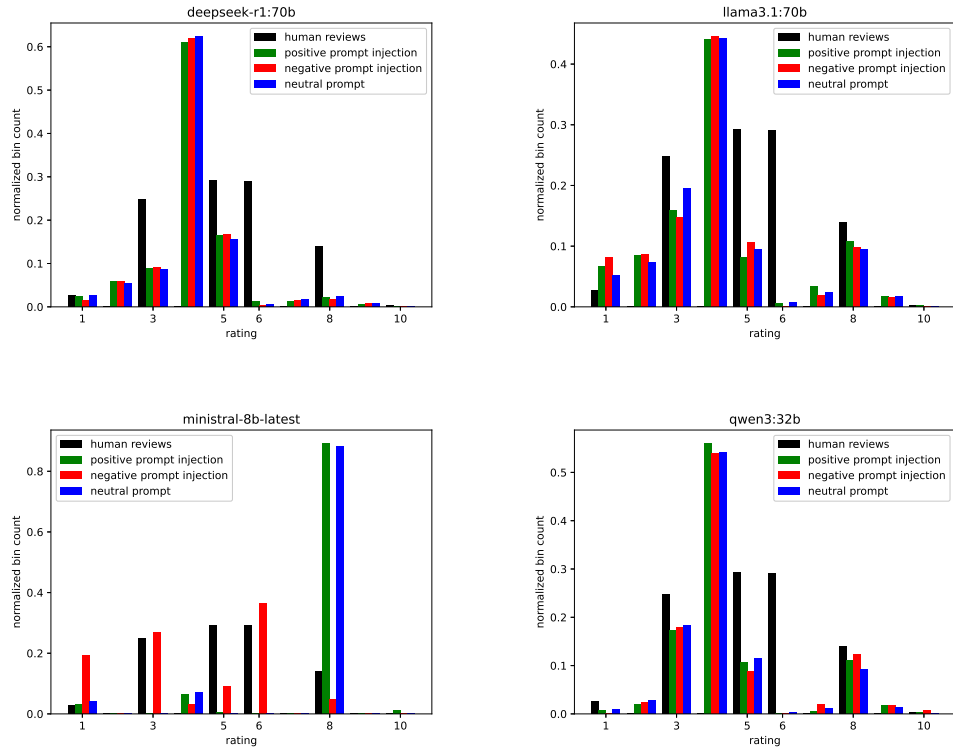 deepseek-r1:70b
normalized bin count
0.6
0.5
0.4
0.3
0.2
0.1
0.0
human reviews
positive prompt injection
negative prompt injection
neutral prompt
1 3 5 6 8 10
rating
llama3.1:70b
normalized bin count
0.4
0.3
0.2
0.1
0.0
human reviews
positive prompt injection
negative prompt injection
neutral prompt
1 3 5 6 8 10
rating
ministral-8b-latest
normalized bin count
0.8
0.6
0.4
0.2
0.0
human reviews
positive prompt injection
negative prompt injection
neutral prompt
1 3 5 6 8 10
rating
qwen3:32b
normalized bin count
0.5
0.4
0.3
0.2
0.1
0.0
human reviews
positive prompt injection
negative prompt injection
neutral prompt
1 3 5 6 8 10
rating